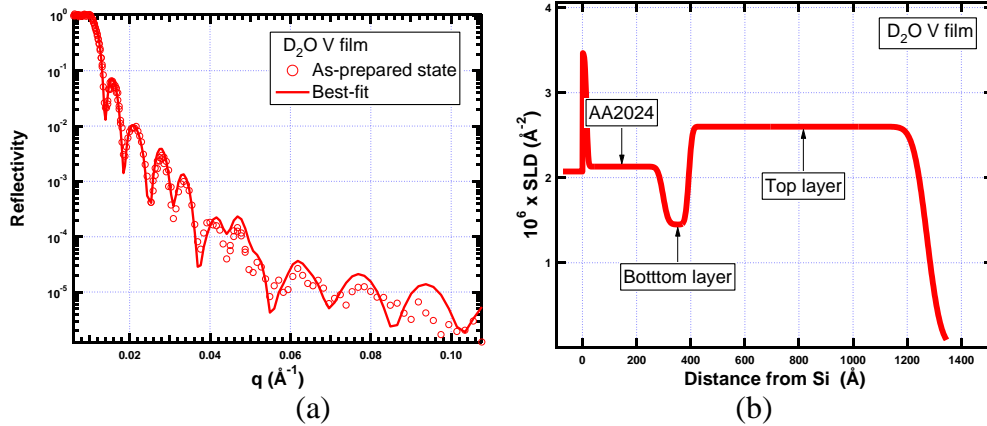 10⁰
10⁻¹
10⁻²
10⁻³
10⁻⁴
10⁻⁵
Reflectivity
D₂O V film
As-prepared state
Best-fit
0.02 0.04 0.06 0.08 0.10
q (Å⁻¹)
(a)
4
3
2
1
10⁶ x SLD (Å⁻²)
D₂O V film
AA2024
Top layer
Botttom layer
0 200 400 600 800 1000 1200 1400
Distance from Si (Å)
(b)